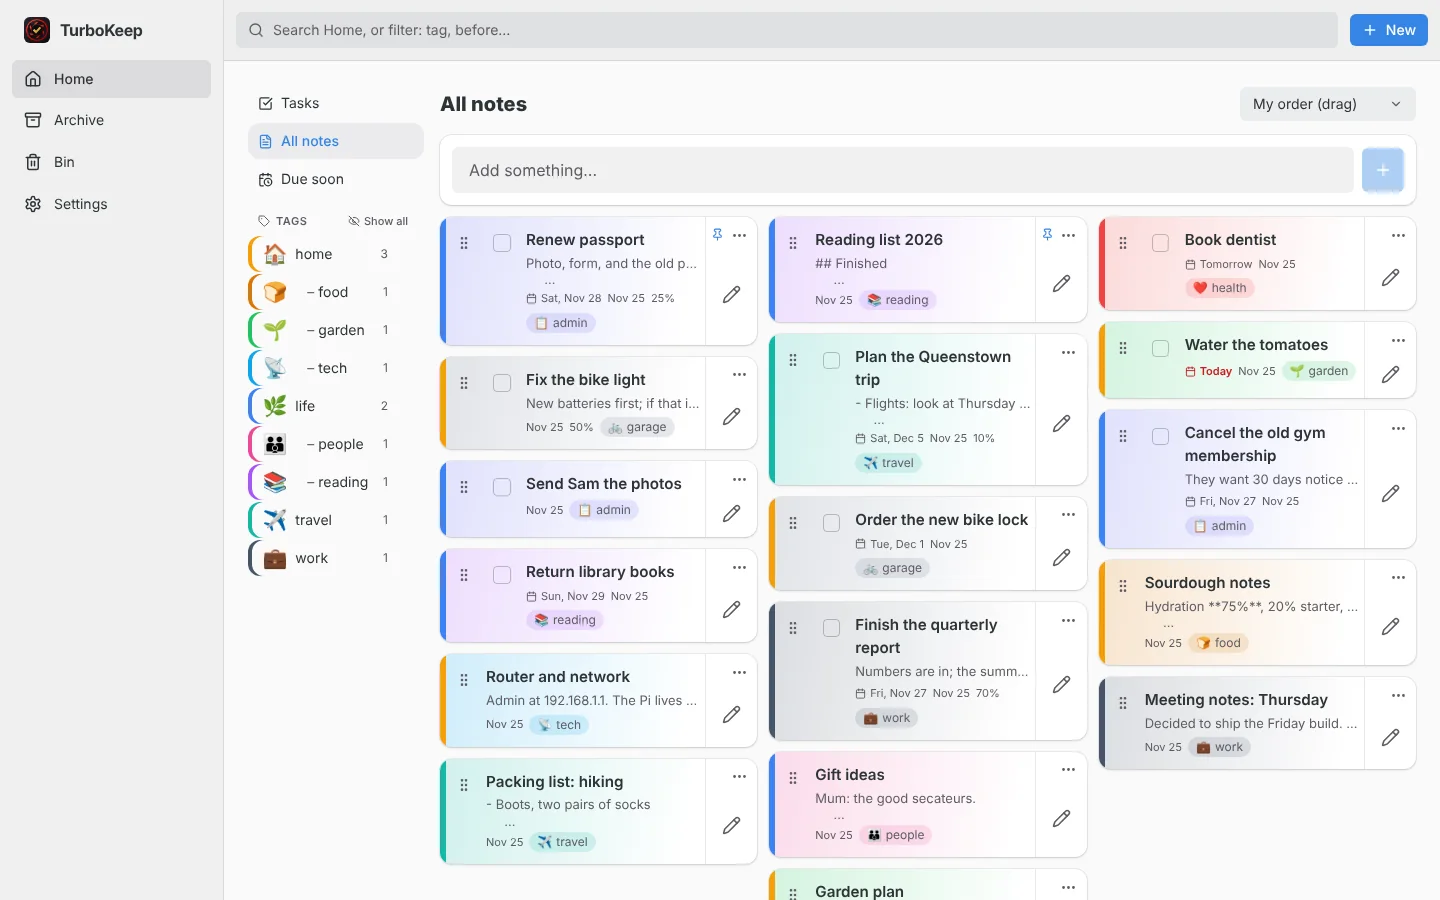 TurboKeep
Search Home, or filter: tag, before...
New
Home
Archive
Bin
Settings
Tasks
All notes
Due soon
TAGS
Show all
home 3
– food 1
– garden 1
– tech 1
life 2
– people 1
– reading 1
travel 1
work 1
All notes
My order (drag)
Add something...
Renew passport
Photo, form, and the old p...
...
Sat, Nov 28 Nov 25 25%
admin
Fix the bike light
New batteries first; if that i...
Nov 25 50% garage
Send Sam the photos
Nov 25 admin
Return library books
Sun, Nov 29 Nov 25
reading
Router and network
Admin at 192.168.1.1. The Pi lives ...
Nov 25 tech
Packing list: hiking
- Boots, two pairs of socks
...
Nov 25 travel
Reading list 2026
## Finished
...
Nov 25 reading
Plan the Queenstown
trip
- Flights: look at Thursday ...
...
Sat, Dec 5 Nov 25 10%
travel
Order the new bike lock
Tue, Dec 1 Nov 25
garage
Finish the quarterly
report
Numbers are in; the summ...
Fri, Nov 27 Nov 25 70%
work
Gift ideas
Mum: the good secateurs.
...
Nov 25 people
Garden plan
Book dentist
Tomorrow Nov 25
health
Water the tomatoes
Today Nov 25 garden
Cancel the old gym
membership
They want 30 days notice ...
Fri, Nov 27 Nov 25
admin
Sourdough notes
Hydration **75%**, 20% starter, ...
...
Nov 25 food
Meeting notes: Thursday
Decided to ship the Friday build. ...
Nov 25 work